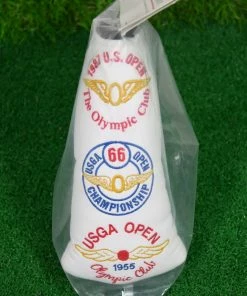 1987 U.S. OPEN
The Olympic Club
USGA 66 OPEN
CHAMPIONSHIP
USGA OPEN
1955
Olympic Club